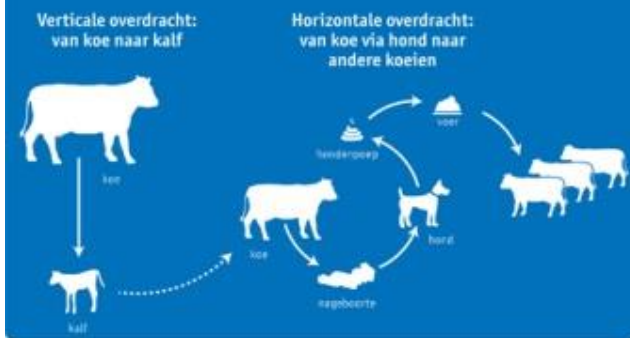 Verticale overdracht:
van koe naar kalf
Horizontale overdracht:
van koe via hond naar
andere koeien
koe
kalf
koe
nageboorte
hond
hondenpoep
voer